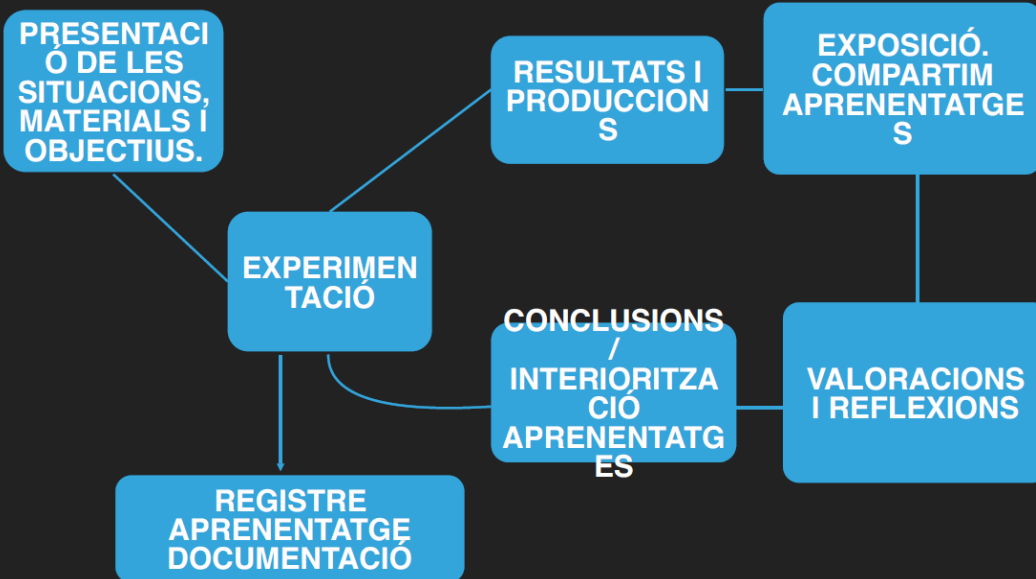 PRESENTACI
Ó DE LES
SITUACIONS,
MATERIALS I
OBJECTIUS.
RESULTATS I
PRODUCCION
S
EXPOSICIÓ.
COMPARTIM
APRENENTATGE
S
EXPERIMEN
TACIÓ
CONCLUSIONS
/
INTERIORITZA
CIÓ
APRENENTATG
ES
VALORACIONS
I REFLEXIONS
REGISTRE
APRENENTATGE
DOCUMENTACIÓ